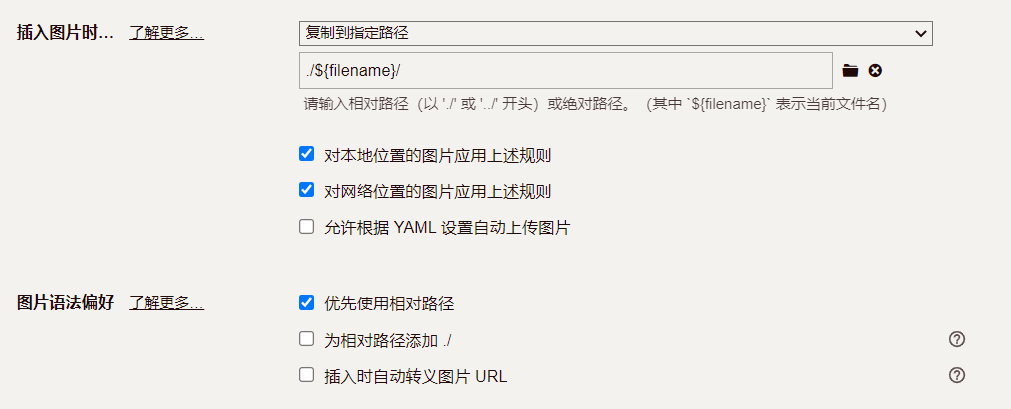 插入图片时... 了解更多... 复制到指定路径
./${filename}/
请输入相对路径（以 './' 或 '../' 开头）或绝对路径。（其中 `${filename}` 表示当前文件名）
对本地位置的图片应用上述规则
对网络位置的图片应用上述规则
允许根据 YAML 设置自动上传图片
图片语法偏好 了解更多... 优先使用相对路径
为相对路径添加 ./
插入时自动转义图片 URL